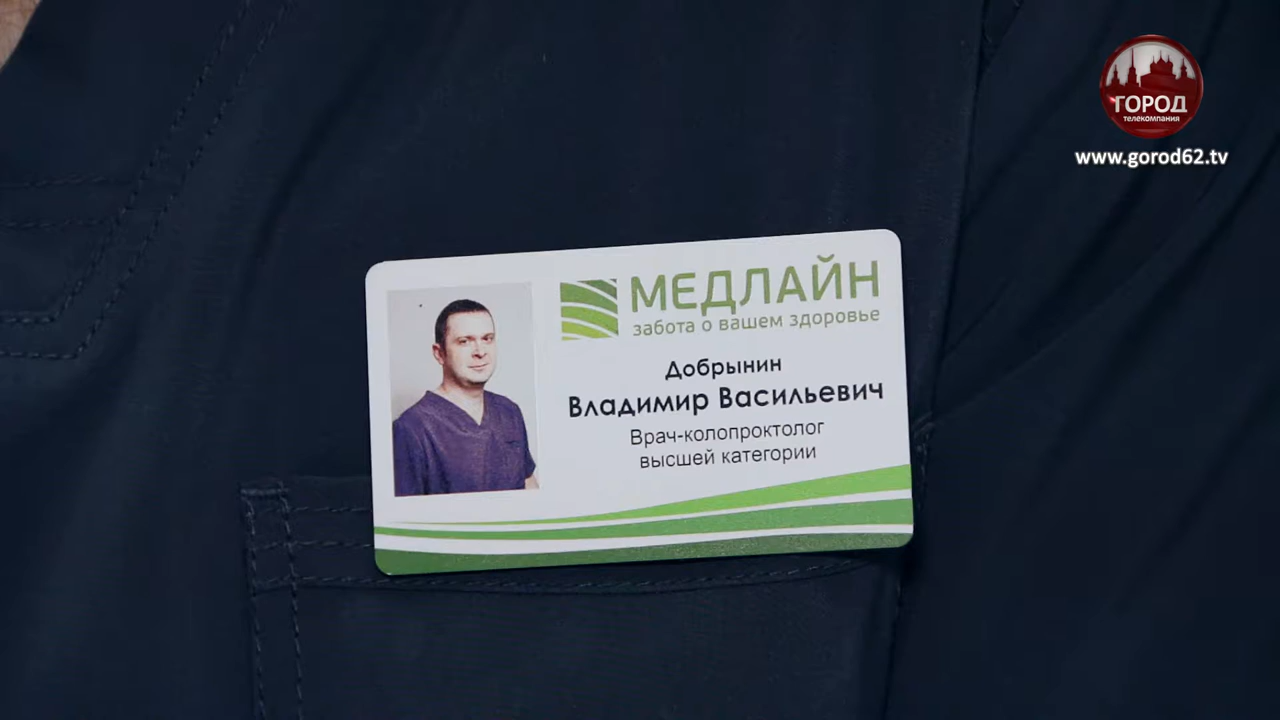 ГОРОД
телекомпания
www.gorod62.tv
МЕДЛАЙН
забота о вашем здоровье
Добрынин
Владимир Васильевич
Врач-колопроктолог
высшей категории